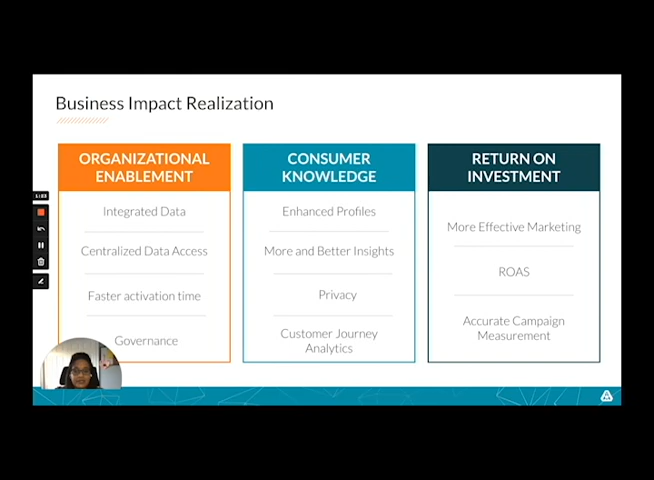 Business Impact Realization
ORGANIZATIONAL
ENABLEMENT
Integrated Data
Centralized Data Access
Faster activation time
Governance
CONSUMER
KNOWLEDGE
Enhanced Profiles
More and Better Insights
Privacy
Customer Journey
Analytics
RETURN ON
INVESTMENT
More Effective Marketing
ROAS
Accurate Campaign
Measurement